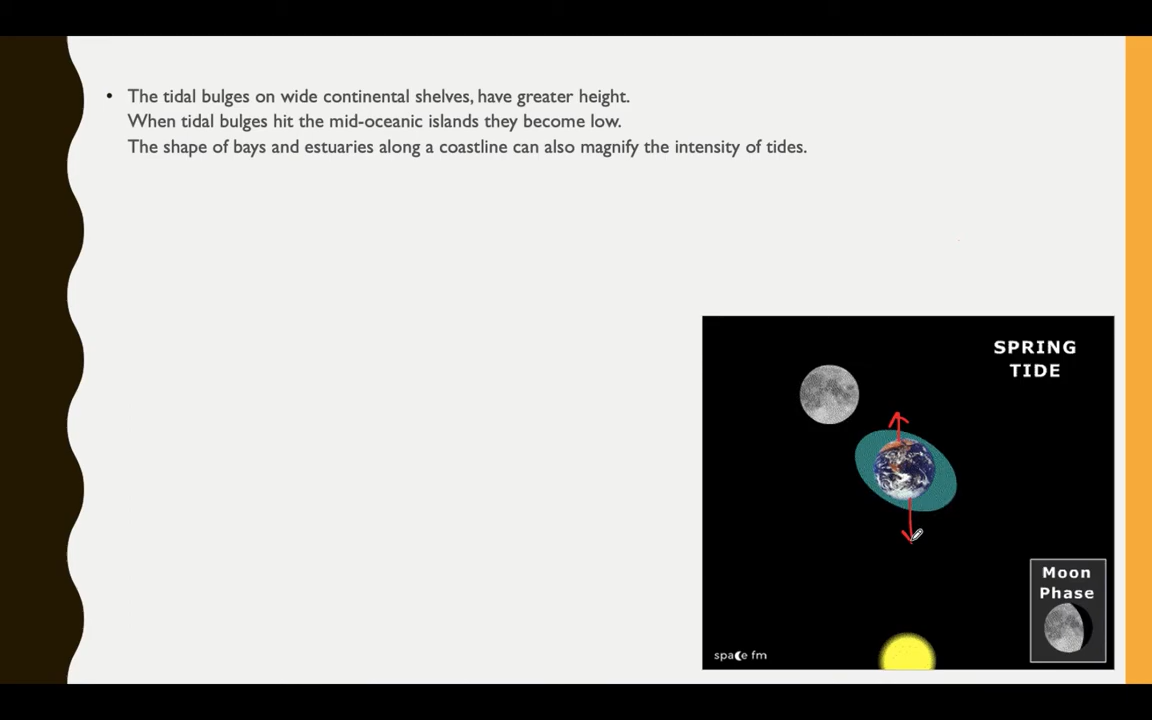 • The tidal bulges on wide continental shelves, have greater height.
When tidal bulges hit the mid-oceanic islands they become low.
The shape of bays and estuaries along a coastline can also magnify the intensity of tides.
SPRING
TIDE
Moon
Phase
space fm